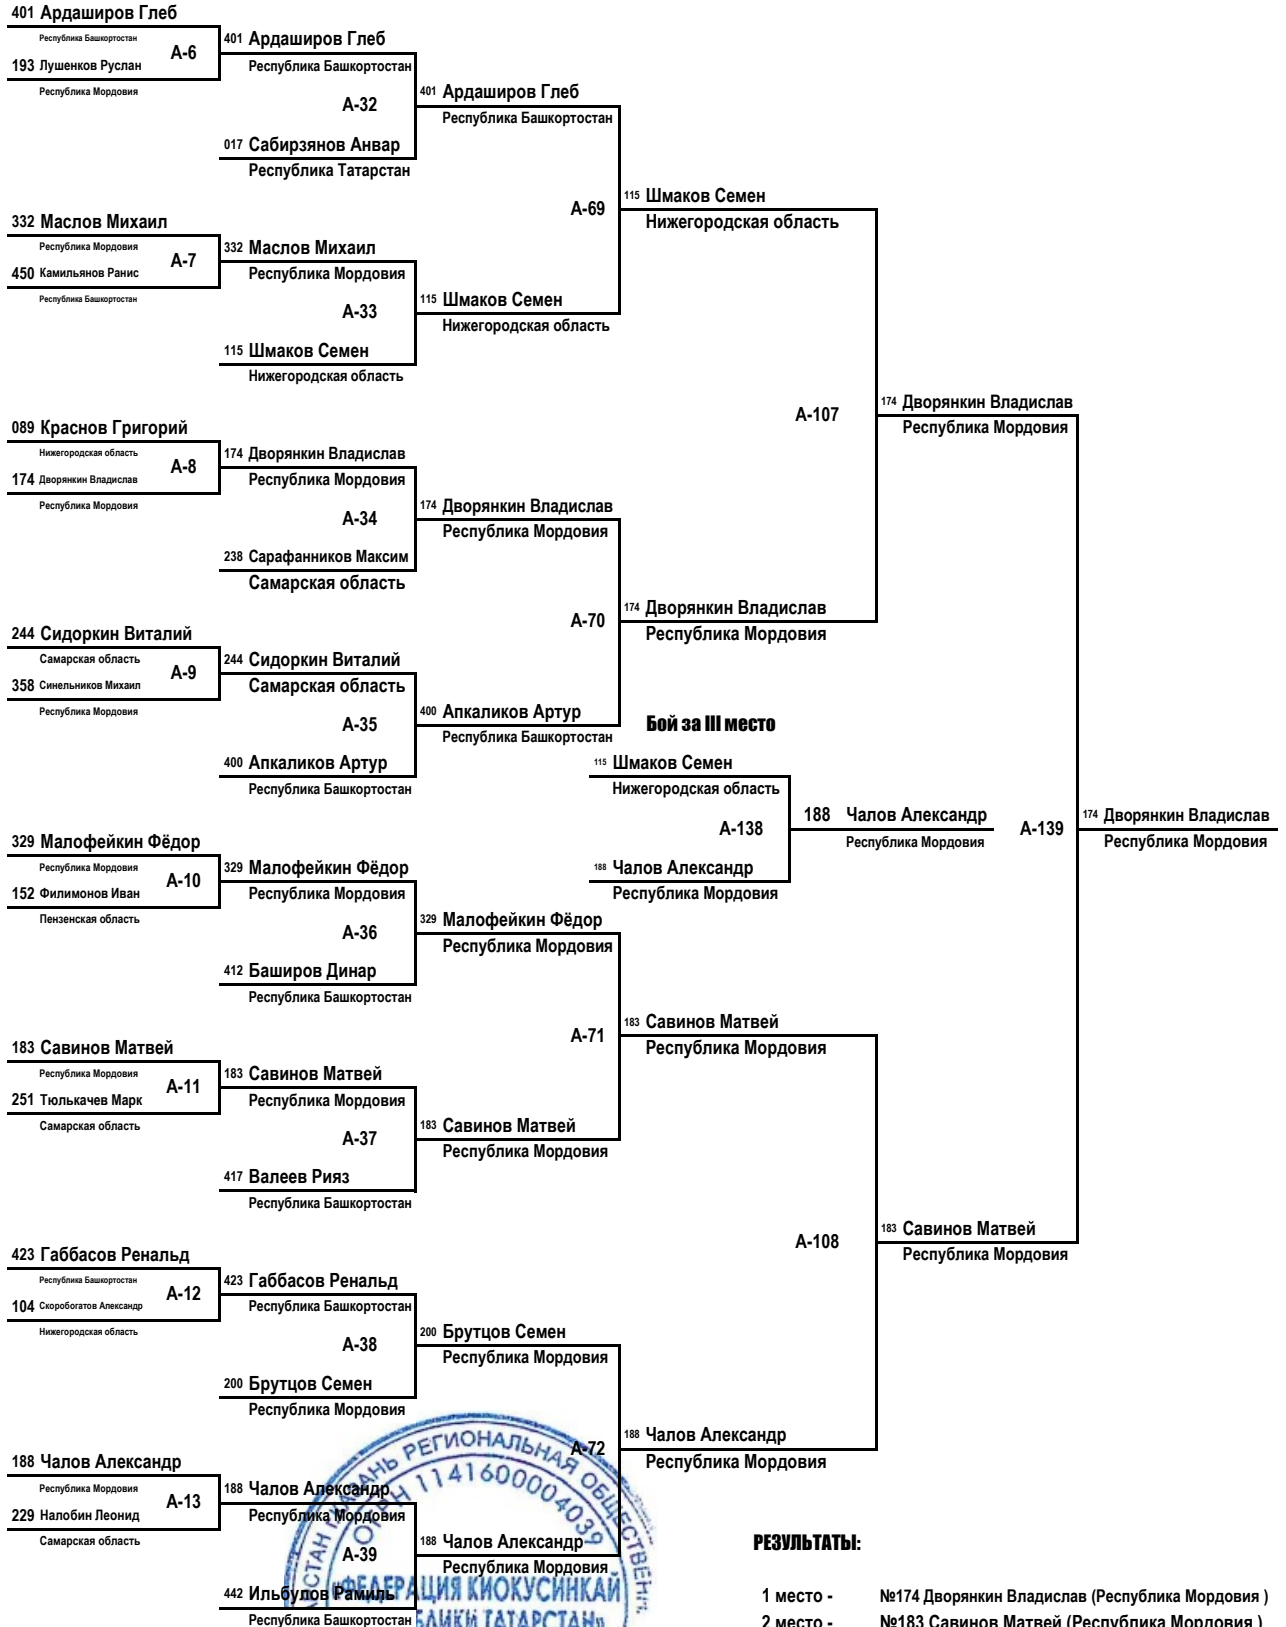 401 Ардаширов Глеб
Республика Башкортостан
А-6
193 Лушенков Руслан
Республика Мордовия
401 Ардаширов Глеб
Республика Башкортостан
А-32
017 Сабирзянов Анвар
Республика Татарстан
401 Ардаширов Глеб
Республика Башкортостан
А-69
115 Шмаков Семен
Нижегородская область
332 Маслов Михаил
Республика Мордовия
А-7
450 Камильянов Ранис
Республика Башкортостан
332 Маслов Михаил
Республика Мордовия
А-33
115 Шмаков Семен
Нижегородская область
115 Шмаков Семен
Нижегородская область
А-107
174 Дворянкин Владислав
Республика Мордовия
089 Краснов Григорий
Нижегородская область
А-8
174 Дворянкин Владислав
Республика Мордовия
174 Дворянкин Владислав
Республика Мордовия
А-34
238 Сарафанников Максим
Самарская область
174 Дворянкин Владислав
Республика Мордовия
А-70
174 Дворянкин Владислав
Республика Мордовия
244 Сидоркин Виталий
Самарская область
А-9
358 Синельников Михаил
Республика Мордовия
244 Сидоркин Виталий
Самарская область
А-35
400 Апкаликов Артур
Республика Башкортостан
400 Апкаликов Артур
Республика Башкортостан
Бой за III место
115 Шмаков Семен
Нижегородская область
А-138
188 Чалов Александр
Республика Мордовия
188 Чалов Александр
Республика Мордовия
А-139
174 Дворянкин Владислав
Республика Мордовия
329 Малофейкин Фёдор
Республика Мордовия
А-10
152 Филимонов Иван
Пензенская область
329 Малофейкин Фёдор
Республика Мордовия
А-36
412 Баширов Динар
Республика Башкортостан
329 Малофейкин Фёдор
Республика Мордовия
А-71
183 Савинов Матвей
Республика Мордовия
183 Савинов Матвей
Республика Мордовия
А-11
251 Тюлькачев Марк
Самарская область
183 Савинов Матвей
Республика Мордовия
А-37
417 Валеев Рияз
Республика Башкортостан
183 Савинов Матвей
Республика Мордовия
А-108
183 Савинов Матвей
Республика Мордовия
423 Габбасов Ренальд
Республика Башкортостан
А-12
104 Скоробогатов Александр
Нижегородская область
423 Габбасов Ренальд
Республика Башкортостан
А-38
200 Брутцов Семен
Республика Мордовия
200 Брутцов Семен
Республика Мордовия
А-72
188 Чалов Александр
Республика Мордовия
188 Чалов Александр
Республика Мордовия
А-13
229 Налобин Леонид
Самарская область
188 Чалов Александр
Республика Мордовия
А-39
442 Ильбулов Рамиль
Республика Башкортостан
188 Чалов Александр
Республика Мордовия
РЕГИОНАЛЬНАЯ ОБЩЕСТВЕНН
ОГРН 1141600004039
«ФЕДЕРАЦИЯ КИОКУСИНКАЙ
ТАТАРСТАН»
РЕЗУЛЬТАТЫ:
1 место - №174 Дворянкин Владислав (Республика Мордовия )
2 место - №183 Савинов Матвей (Республика Мордовия )